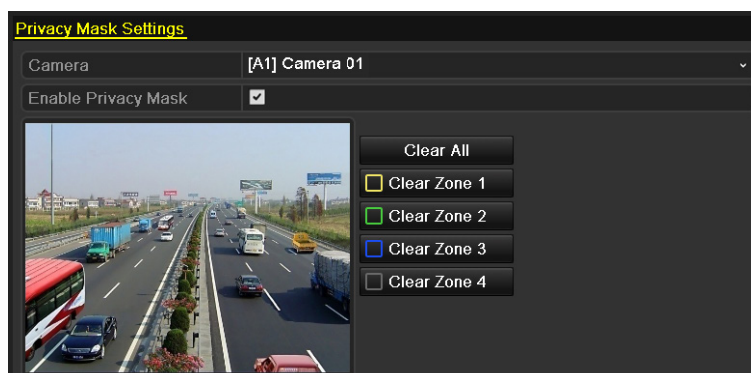 Privacy Mask Settings
Camera
[A1] Camera 01
Enable Privacy Mask
Clear All
Clear Zone 1
Clear Zone 2
Clear Zone 3
Clear Zone 4